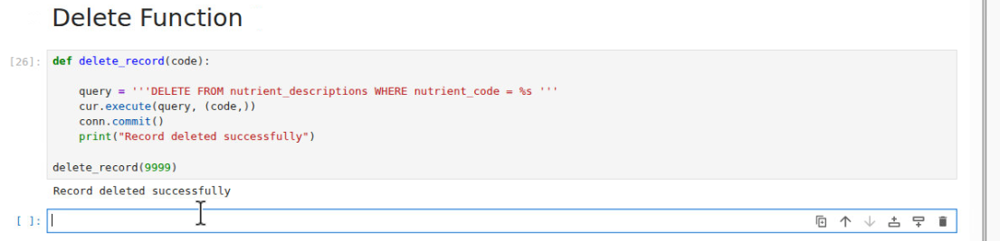 Delete Function
[26]:
def delete_record(code):
    query = '''DELETE FROM nutrient_descriptions WHERE nutrient_code = %s '''
    cur.execute(query, (code,))
    conn.commit()
    print("Record deleted successfully")
delete_record(9999)
Record deleted successfully
[ ]: